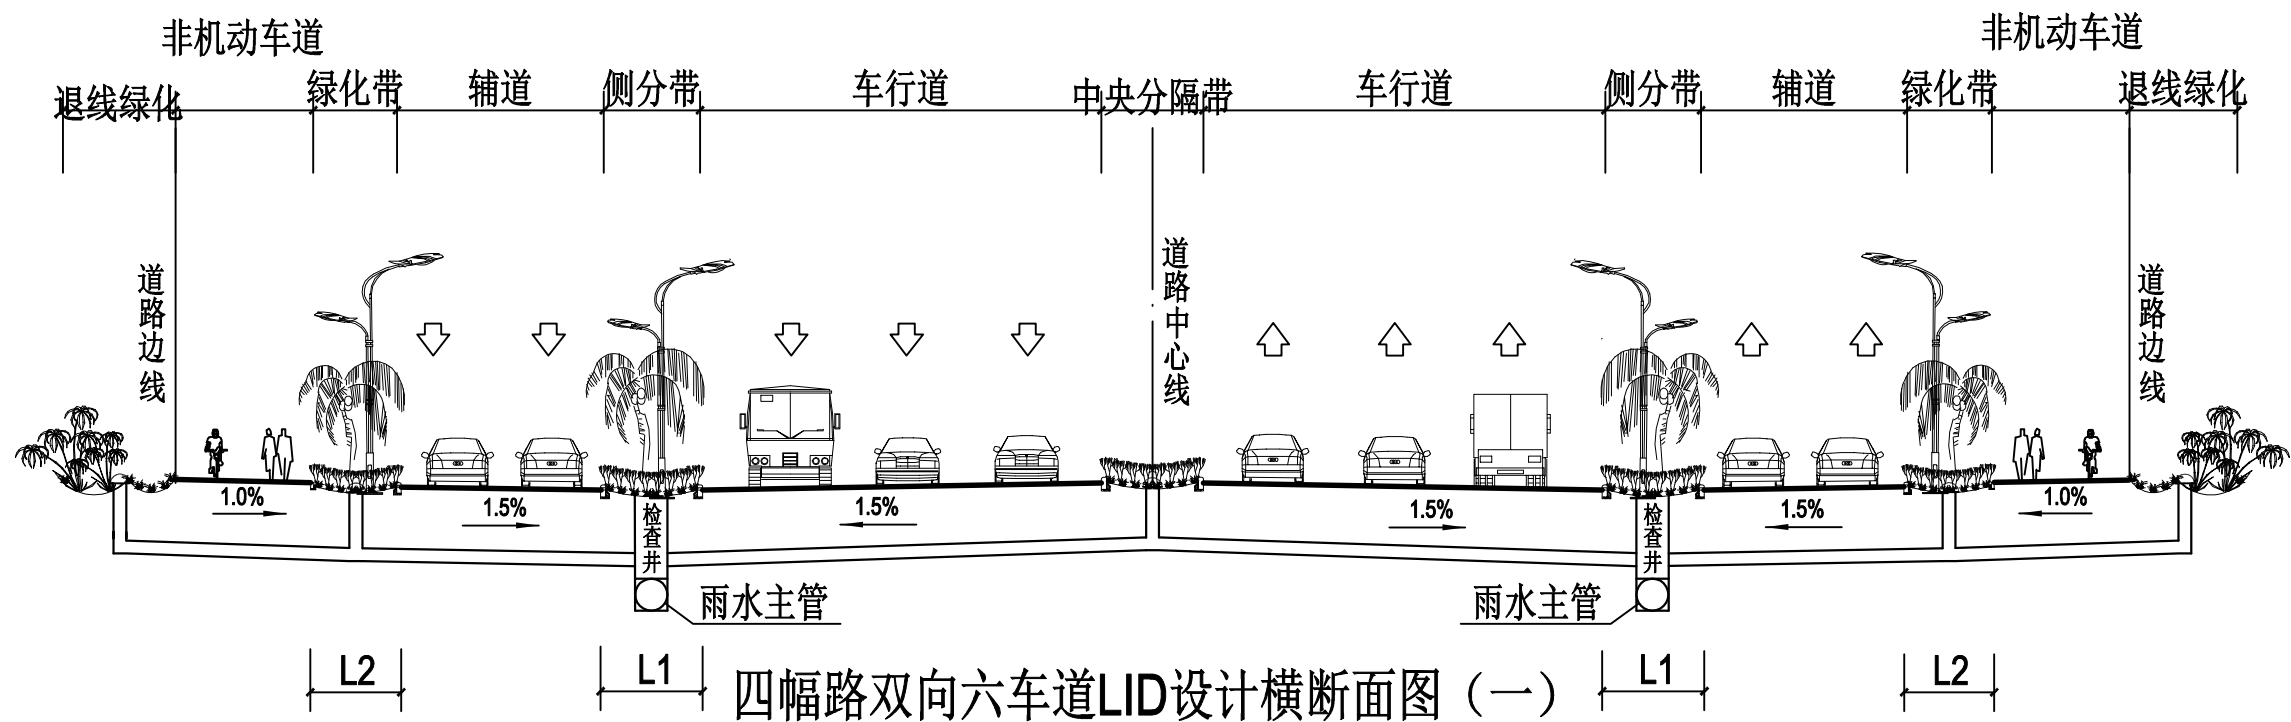 非机动车道
非机动车道
退线绿化
绿化带
辅道
侧分带
车行道
中央分隔带
车行道
侧分带
辅道
绿化带
退线绿化
道路边线
道路中心线
道路边线
1.0%
1.5%
1.5%
1.5%
1.5%
1.0%
检查井
检查井
雨水主管
雨水主管
L2
L1
L1
L2
四幅路双向六车道LID设计横断面图（一）